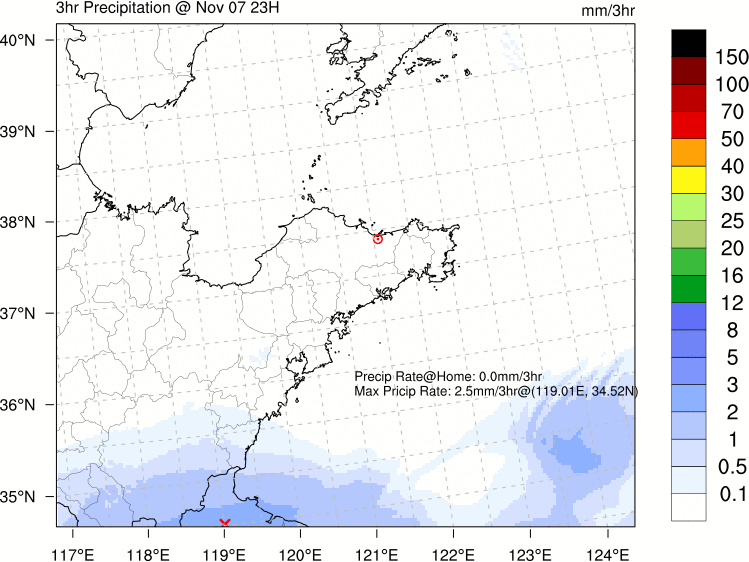 3hr Precipitation @ Nov 07 23H
mm/3hr
40°N
39°N
38°N
37°N
36°N
35°N
Precip Rate@Home: 0.0mm/3hr
Max Pricip Rate: 2.5mm/3hr@(119.01E, 34.52N)
117°E 118°E 119°E 120°E 121°E 122°E 123°E 124°E
150
100
70
50
40
30
25
20
16
12
8
5
3
2
1
0.5
0.1